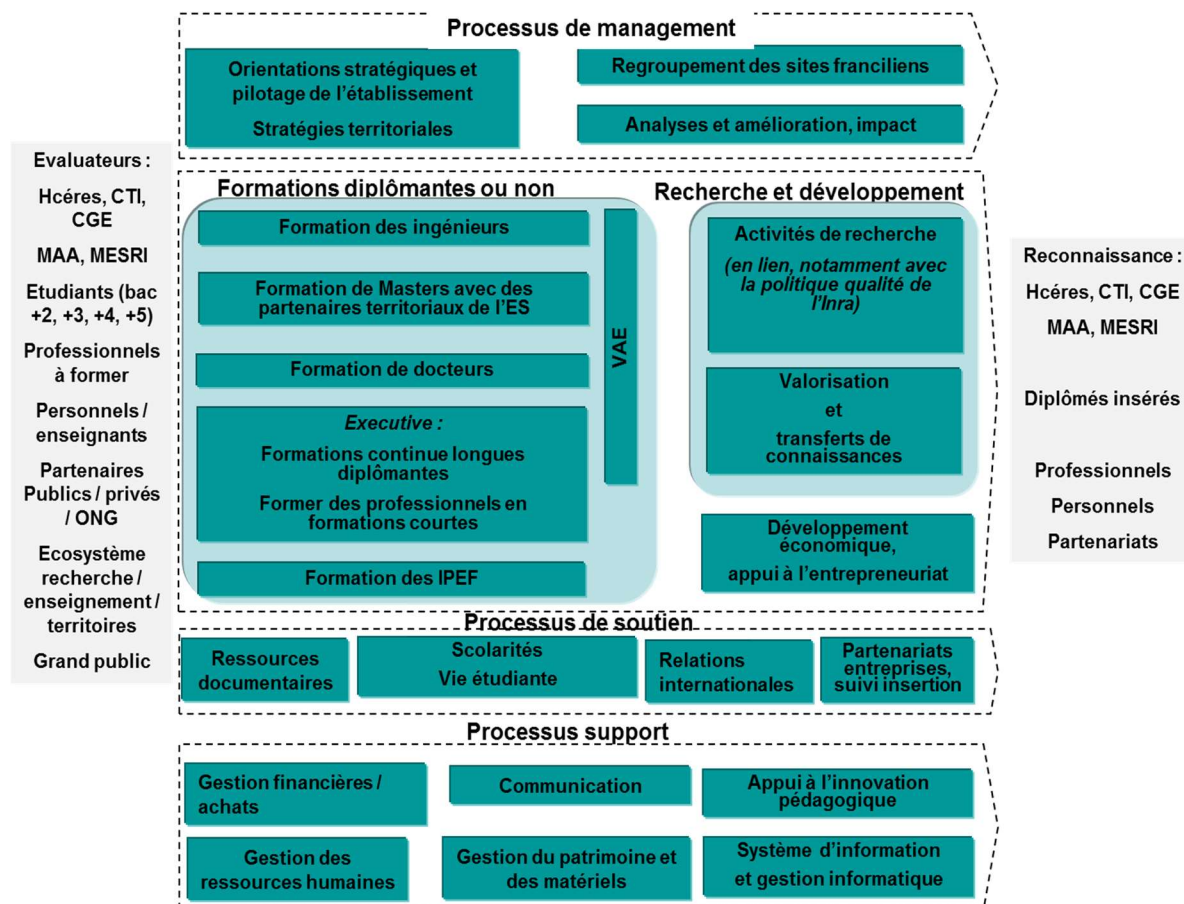 Processus de management
Orientations stratégiques et
pilotage de l'établissement
Stratégies territoriales
Regroupement des sites franciliens
Analyses et amélioration, impact
Evaluateurs :
Hcéres, CTI,
CGE
MAA, MESRI
Etudiants (bac
+2, +3, +4, +5)
Professionnels
à former
Personnels /
enseignants
Partenaires
Publics / privés
/ ONG
Ecosystème
recherche /
enseignement /
territoires
Grand public
Formations diplômantes ou non
Formation des ingénieurs
Formation de Masters avec des
partenaires territoriaux de l'ES
Formation de docteurs
Executive :
Formations continue longues
diplômantes
Former des professionnels en
formations courtes
Formation des IPEF
VAE
Recherche et développement
Activités de recherche
(en lien, notamment avec
la politique qualité de
l'Inra)
Valorisation
et
transferts de
connaissances
Développement
économique,
appui à l'entrepreneuriat
Reconnaissance :
Hcéres, CTI, CGE
MAA, MESRI
Diplômés insérés
Professionnels
Personnels
Partenariats
Processus de soutien
Ressources
documentaires
Scolarités
Vie étudiante
Relations
internationales
Partenariats
entreprises,
suivi insertion
Processus support
Gestion financières /
achats
Communication
Appui à l'innovation
pédagogique
Gestion des
ressources humaines
Gestion du patrimoine et
des matériels
Système d'information
et gestion informatique